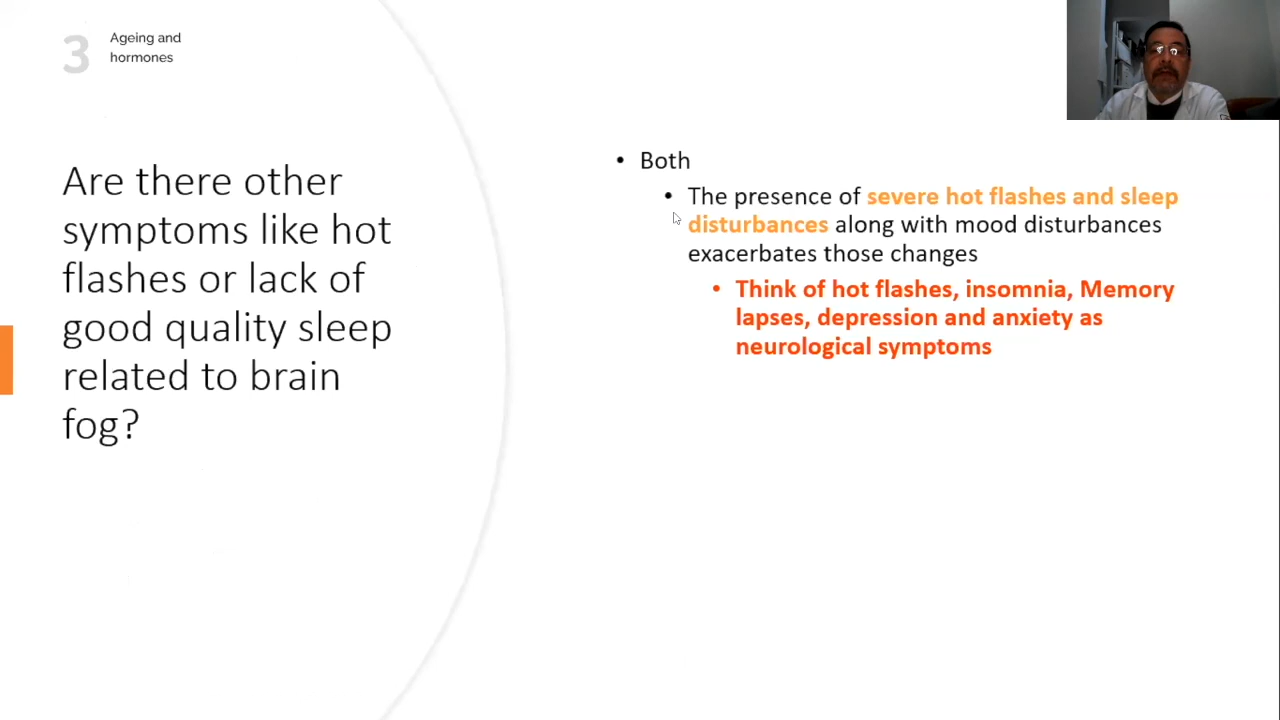 3
Ageing and
hormones
Are there other
symptoms like hot
flashes or lack of
good quality sleep
related to brain
fog?
• Both
• The presence of severe hot flashes and sleep
disturbances along with mood disturbances
exacerbates those changes
• Think of hot flashes, insomnia, Memory
lapses, depression and anxiety as
neurological symptoms